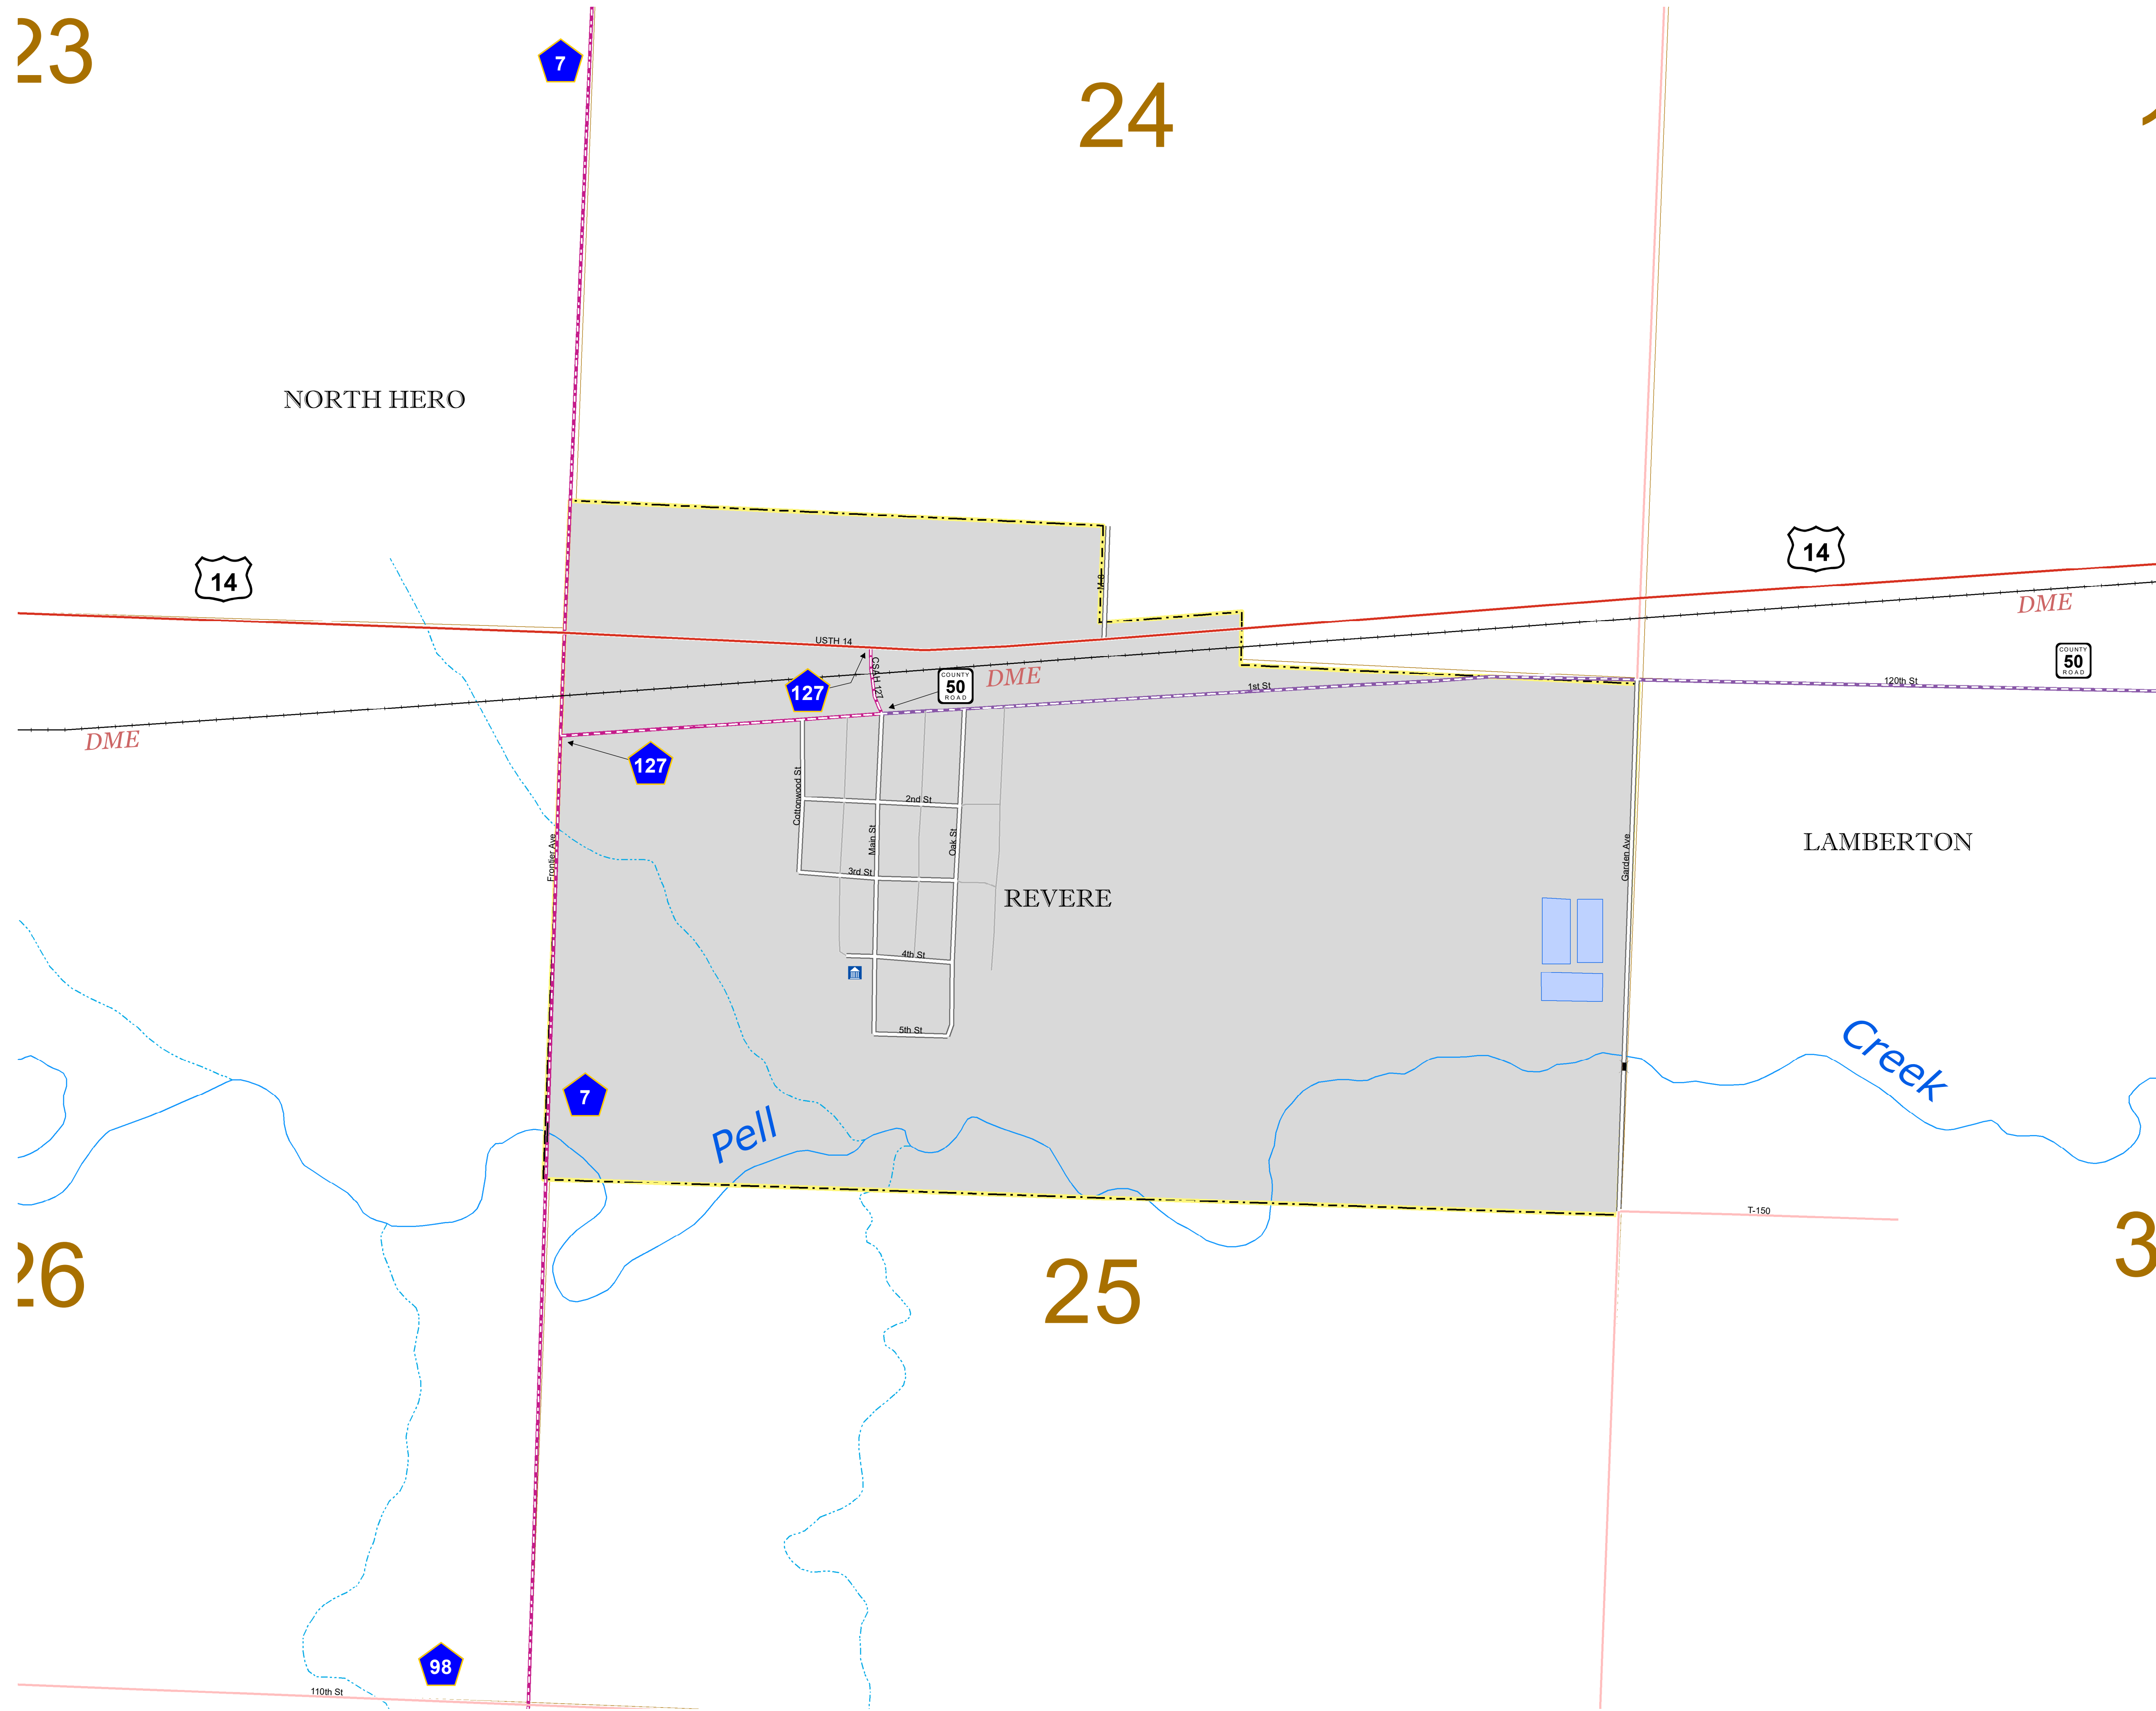 23
7
24
NORTH HERO
14
14
M-8
USTH 14
DME
CSAH 127
127
COUNTY
50
ROAD
DME
1st St
120th St
COUNTY
50
ROAD
DME
127
Cottonwood St
2nd St
Main St
Oak St
Frontier Ave
3rd St
REVERE
Garden Ave
LAMBERTON
4th St
5th St
7
Pell
Creek
T-150
26
25
3
98
110th St